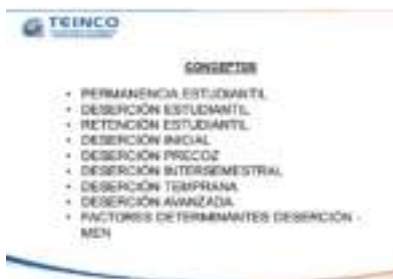 TEINCO
CONCEPTOS
• PERMANENCIA ESTUDIANTIL
• DESERCIÓN ESTUDIANTIL
• RETENCIÓN ESTUDIANTIL
• DESERCIÓN INICIAL
• DESERCIÓN PRECOZ
• DESERCIÓN INTERSEMESTRAL
• DESERCIÓN TEMPRANA
• DESERCIÓN AVANZADA
• FACTORES DETERMINANTES DESERCIÓN -
MEN